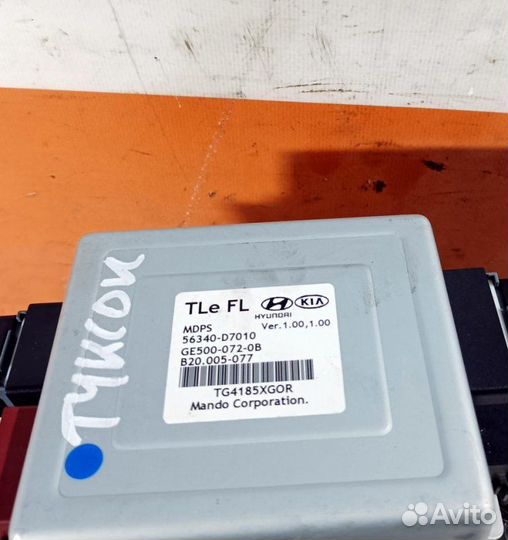 TLe FL HYUNDAI KIA
MDPS Ver.1.00,1.00
56340-D7010
GE500-072-0B
B20.005-077
TG4185XGOR
Mando Corporation.
ТУКСОН
Avito